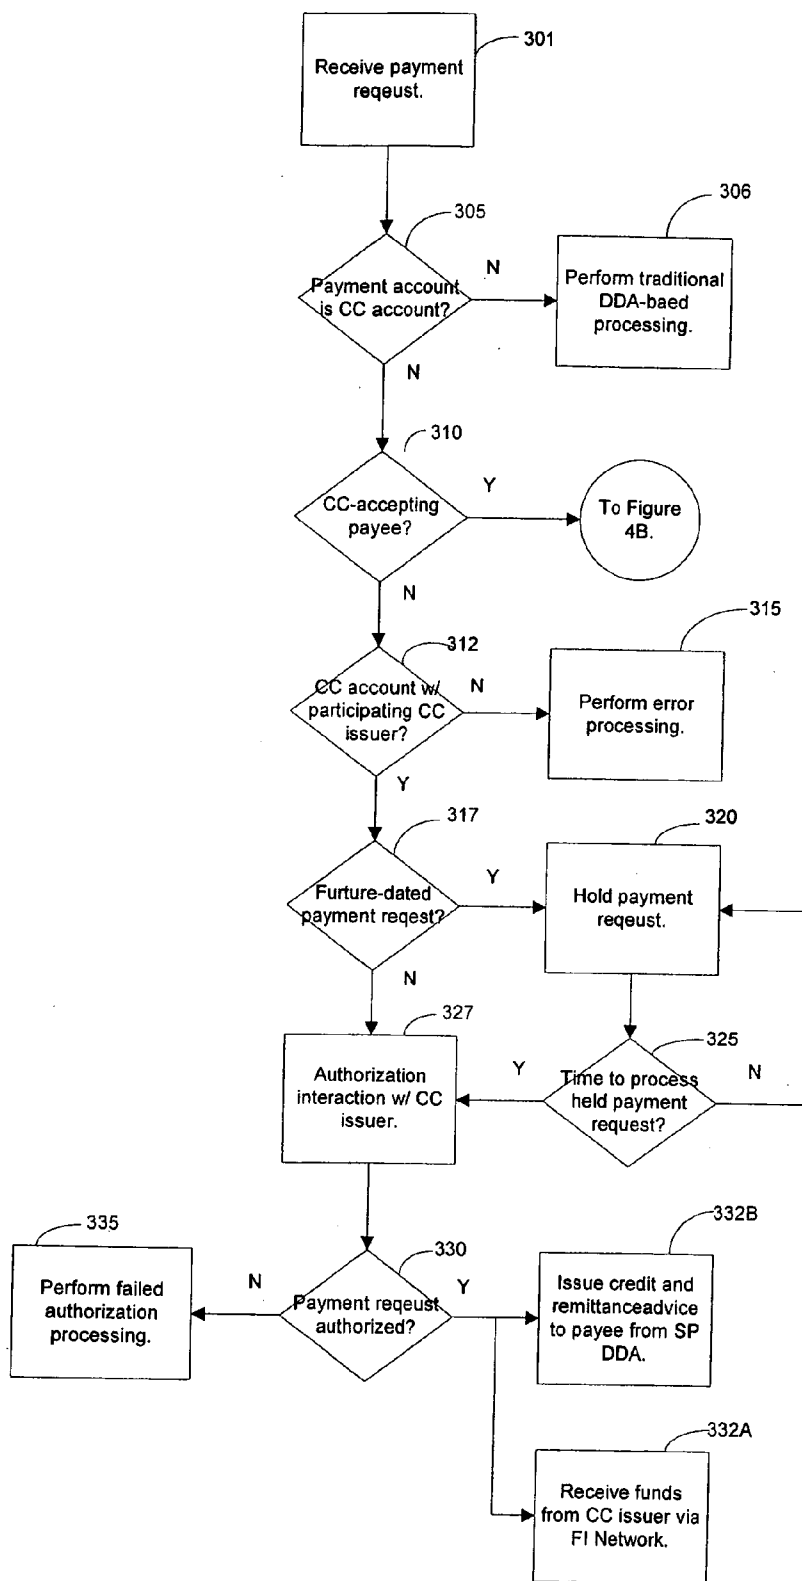 301
Receive payment
reqeust.
305
306
Payment account
is CC account?
N
Perform traditional
DDA-baed
processing.
N
310
CC-accepting
payee?
Y
To Figure
4B.
N
312
315
CC account w/
participating CC
issuer?
N
Perform error
processing.
Y
317
320
Furture-dated
payment reqest?
Y
Hold payment
reqeust.
N
327
325
Authorization
interaction w/ CC
issuer.
Y
Time to process
held payment
request?
N
335
330
332B
Perform failed
authorization
processing.
N
Payment reqeust
authorized?
Y
Issue credit and
remittanceadvice
to payee from SP
DDA.
332A
Receive funds
from CC issuer via
FI Network.